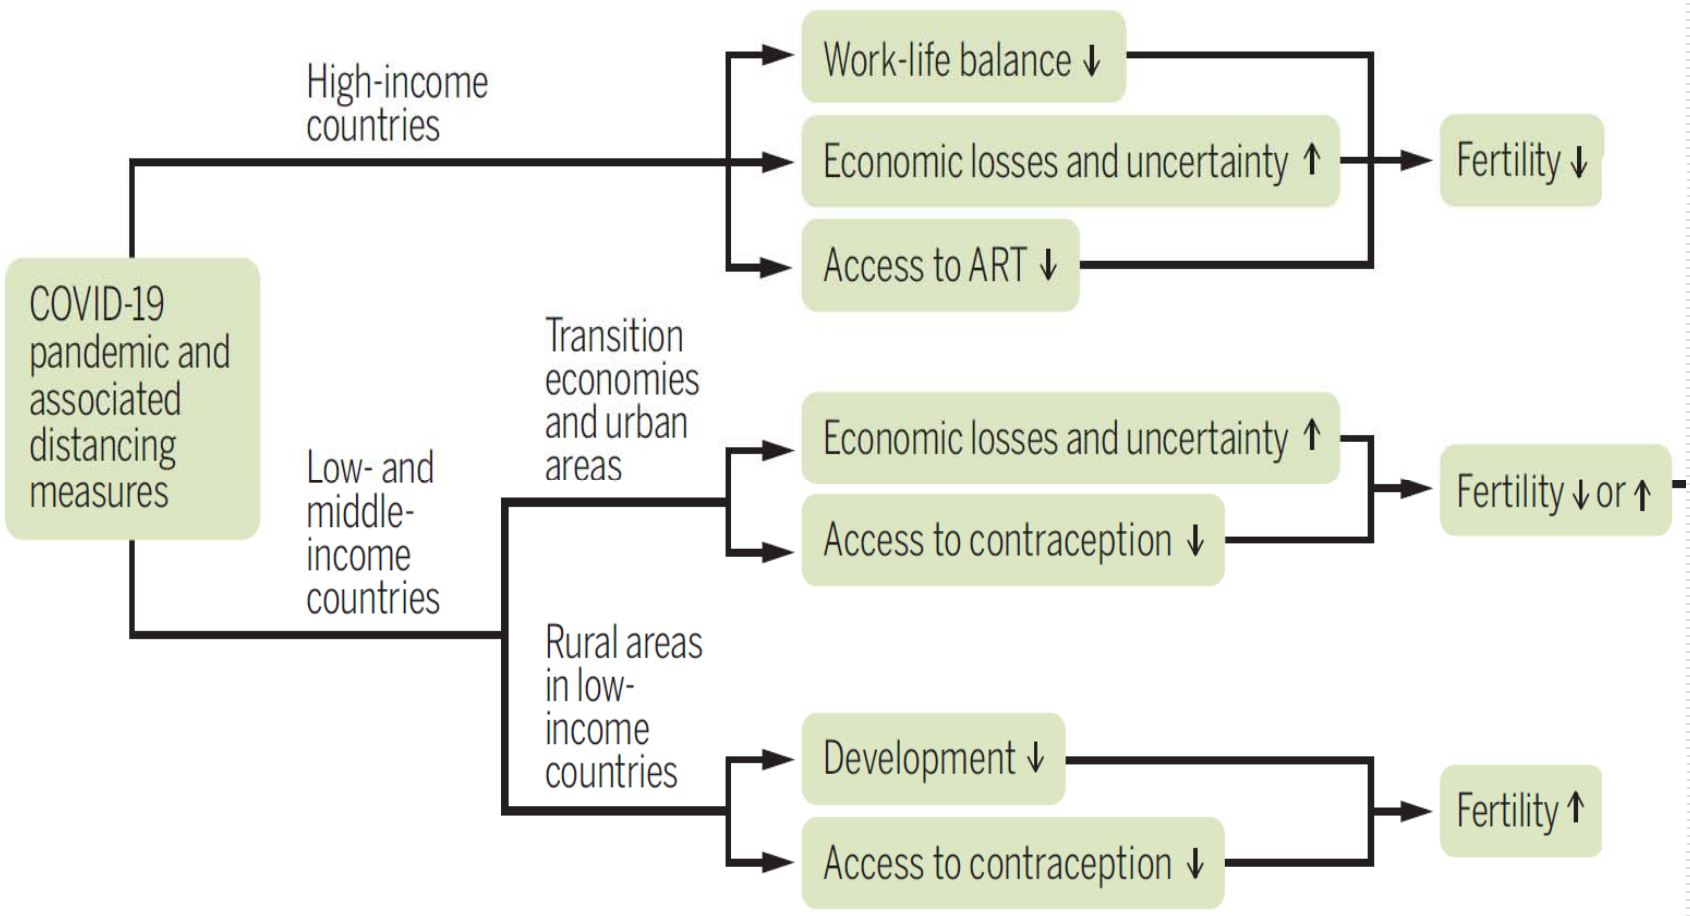 COVID-19
pandemic and
associated
distancing
measures
High-income
countries
Work-life balance ↓
Economic losses and uncertainty ↑
Access to ART ↓
Fertility ↓
Low- and
middle-
income
countries
Transition
economies
and urban
areas
Economic losses and uncertainty ↑
Access to contraception ↓
Fertility ↓ or ↑
Rural areas
in low-
income
countries
Development ↓
Access to contraception ↓
Fertility ↑